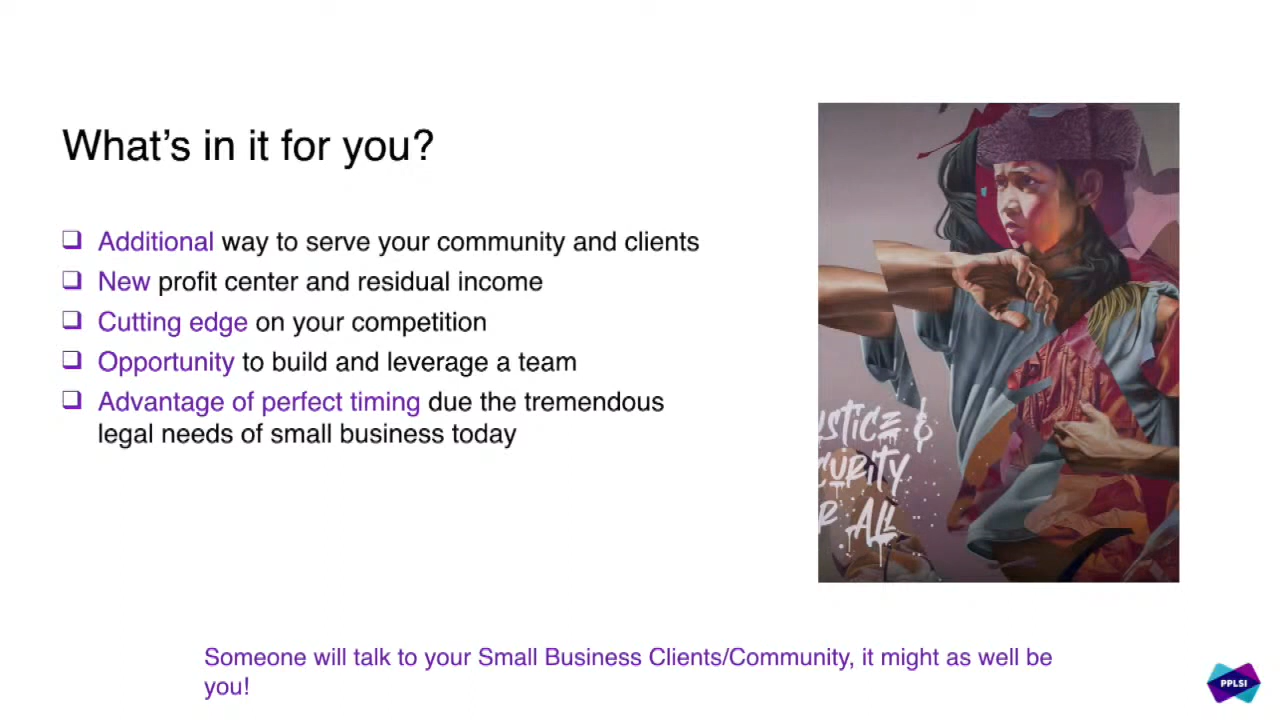 What's in it for you?
❑ Additional way to serve your community and clients
❑ New profit center and residual income
❑ Cutting edge on your competition
❑ Opportunity to build and leverage a team
❑ Advantage of perfect timing due the tremendous
legal needs of small business today
STICE &
CURITY
R ALL
Someone will talk to your Small Business Clients/Community, it might as well be
you!
PPLSI